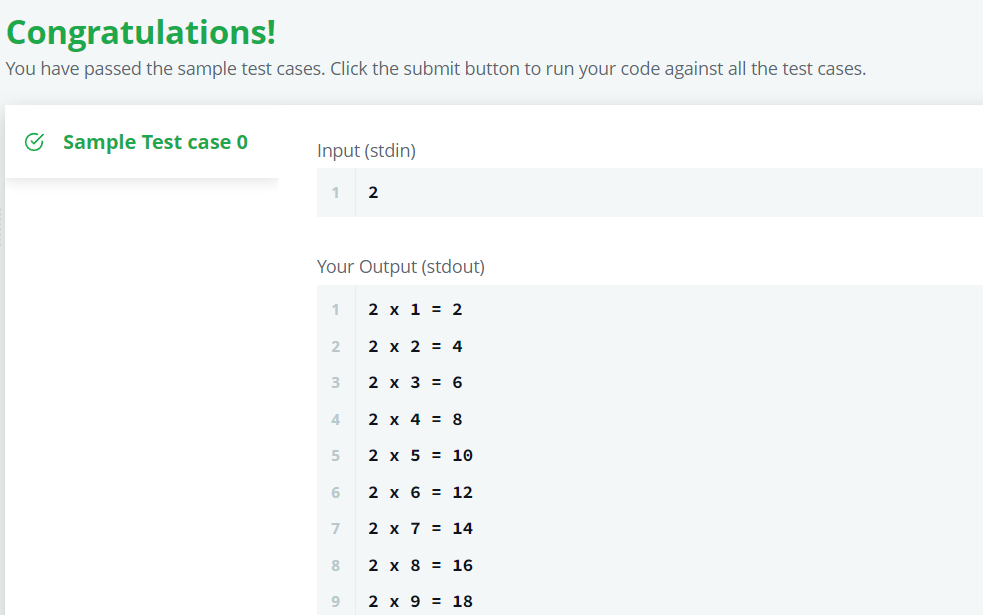 Congratulations!
You have passed the sample test cases. Click the submit button to run your code against all the test cases.
Sample Test case 0
Input (stdin)
1 2
Your Output (stdout)
1 2 x 1 = 2
2 2 x 2 = 4
3 2 x 3 = 6
4 2 x 4 = 8
5 2 x 5 = 10
6 2 x 6 = 12
7 2 x 7 = 14
8 2 x 8 = 16
9 2 x 9 = 18